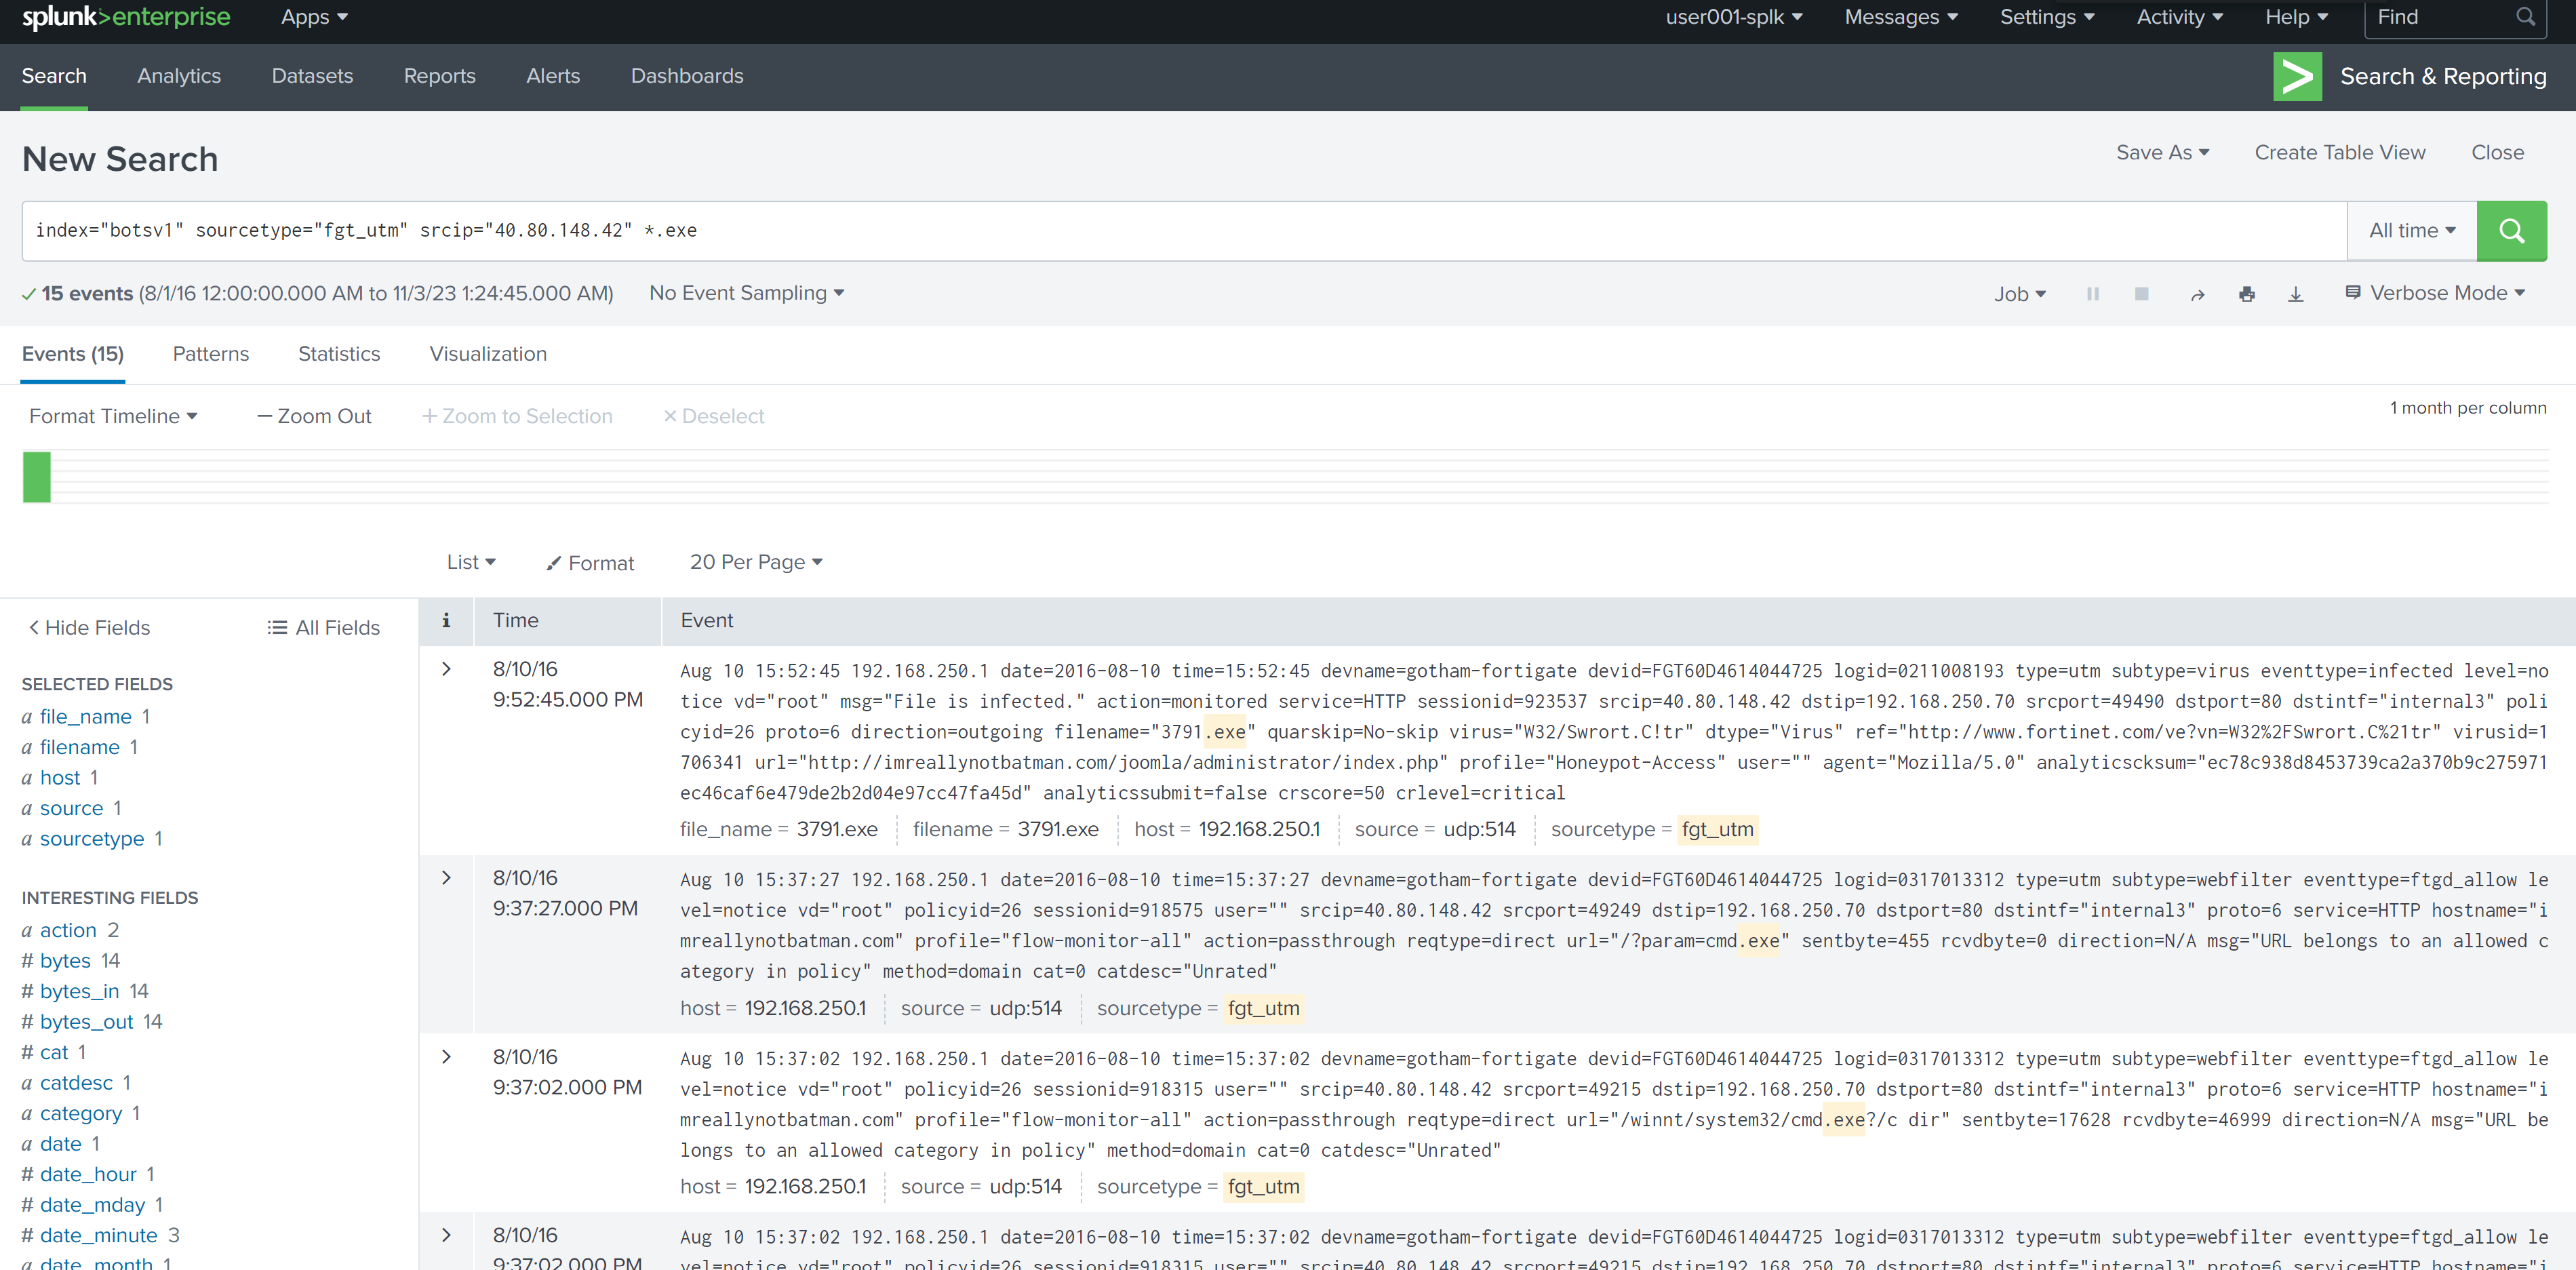 splunk>enterprise Apps user001-splk Messages Settings Activity Help Find
Search Analytics Datasets Reports Alerts Dashboards > Search & Reporting
New Search Save As Create Table View Close
index="botsv1" sourcetype="fgt_utm" srcip="40.80.148.42" *.exe All time
15 events (8/1/16 12:00:00.000 AM to 11/3/23 1:24:45.000 AM) No Event Sampling Job Verbose Mode
Events (15) Patterns Statistics Visualization
Format Timeline — Zoom Out + Zoom to Selection × Deselect 1 month per column
List Format 20 Per Page
< Hide Fields All Fields
SELECTED FIELDS
a file_name 1
a filename 1
a host 1
a source 1
a sourcetype 1
INTERESTING FIELDS
a action 2
# bytes 14
# bytes_in 14
# bytes_out 14
# cat 1
a catdesc 1
a category 1
a date 1
# date_hour 1
# date_mday 1
# date_minute 3
a date_month 1
i Time Event
8/10/16
9:52:45.000 PM
Aug 10 15:52:45 192.168.250.1 date=2016-08-10 time=15:52:45 devname=gotham-fortigate devid=FGT60D4614044725 logid=0211008193 type=utm subtype=virus eventtype=infected level=no
tice vd="root" msg="File is infected." action=monitored service=HTTP sessionid=923537 srcip=40.80.148.42 dstip=192.168.250.70 srcport=49490 dstport=80 dstintf="internal3" poli
cyid=26 proto=6 direction=outgoing filename="3791.exe" quarskip=No-skip virus="W32/Swrort.C!tr" dtype="Virus" ref="http://www.fortinet.com/ve?vn=W32%2FSwrort.C%21tr" virusid=1
706341 url="http://imreallynotbatman.com/joomla/administrator/index.php" profile="Honeypot-Access" user="" agent="Mozilla/5.0" analyticscksum="ec78c938d8453739ca2a370b9c275971
ec46caf6e479de2b2d04e97cc47fa45d" analyticssubmit=false crscore=50 crlevel=critical
file_name = 3791.exe filename = 3791.exe host = 192.168.250.1 source = udp:514 sourcetype = fgt_utm
8/10/16
9:37:27.000 PM
Aug 10 15:37:27 192.168.250.1 date=2016-08-10 time=15:37:27 devname=gotham-fortigate devid=FGT60D4614044725 logid=0317013312 type=utm subtype=webfilter eventtype=ftgd_allow le
vel=notice vd="root" policyid=26 sessionid=918575 user="" srcip=40.80.148.42 srcport=49249 dstip=192.168.250.70 dstport=80 dstintf="internal3" proto=6 service=HTTP hostname="i
mreallynotbatman.com" profile="flow-monitor-all" action=passthrough reqtype=direct url="/?param=cmd.exe" sentbyte=455 rcvdbyte=0 direction=N/A msg="URL belongs to an allowed c
ategory in policy" method=domain cat=0 catdesc="Unrated"
host = 192.168.250.1 source = udp:514 sourcetype = fgt_utm
8/10/16
9:37:02.000 PM
Aug 10 15:37:02 192.168.250.1 date=2016-08-10 time=15:37:02 devname=gotham-fortigate devid=FGT60D4614044725 logid=0317013312 type=utm subtype=webfilter eventtype=ftgd_allow le
vel=notice vd="root" policyid=26 sessionid=918315 user="" srcip=40.80.148.42 srcport=49215 dstip=192.168.250.70 dstport=80 dstintf="internal3" proto=6 service=HTTP hostname="i
mreallynotbatman.com" profile="flow-monitor-all" action=passthrough reqtype=direct url="/winnt/system32/cmd.exe?/c dir" sentbyte=17628 rcvdbyte=46999 direction=N/A msg="URL be
longs to an allowed category in policy" method=domain cat=0 catdesc="Unrated"
host = 192.168.250.1 source = udp:514 sourcetype = fgt_utm
8/10/16
9:37:02.000 PM
Aug 10 15:37:02 192.168.250.1 date=2016-08-10 time=15:37:02 devname=gotham-fortigate devid=FGT60D4614044725 logid=0317013312 type=utm subtype=webfilter eventtype=ftgd_allow le
vel=notice vd="root" policyid=26 sessionid=918315 user="" srcip=40.80.148.42 srcport=49215 dstip=192.168.250.70 dstport=80 dstintf="internal3" proto=6 service=HTTP hostname="i